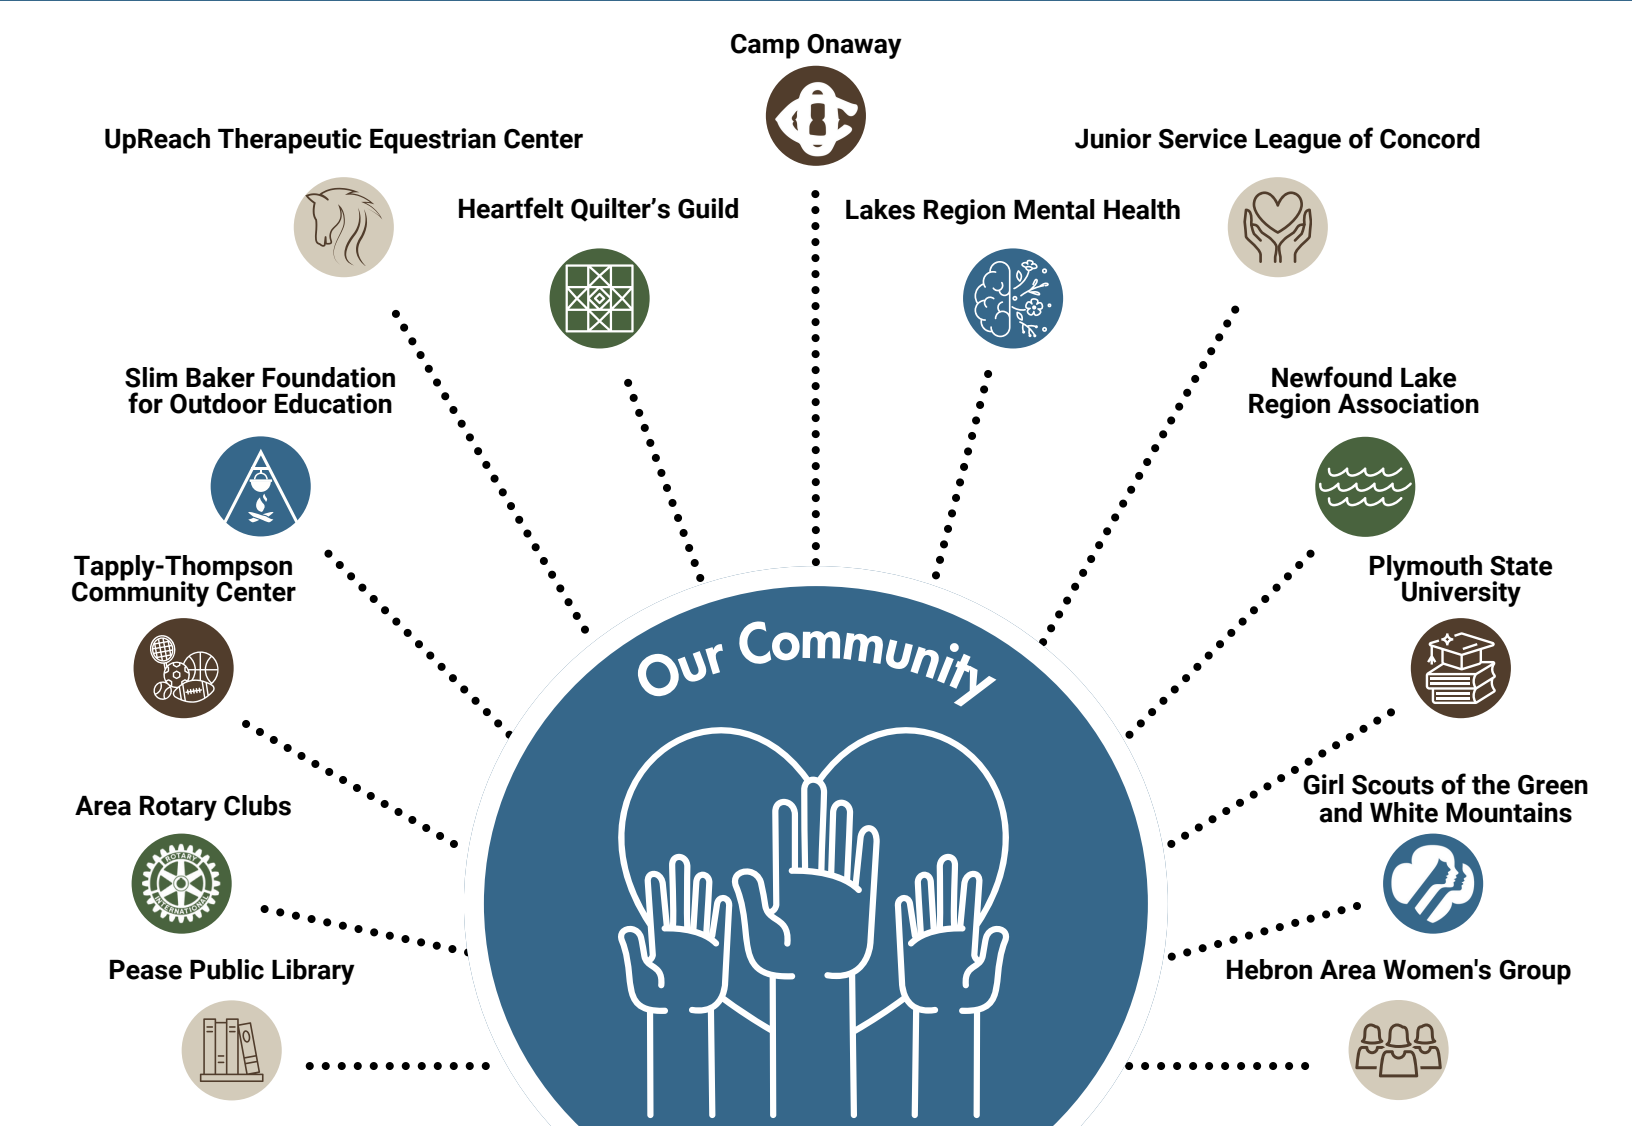 Camp Onaway
UpReach Therapeutic Equestrian Center
Junior Service League of Concord
Heartfelt Quilter’s Guild
Lakes Region Mental Health
Slim Baker Foundation
for Outdoor Education
Newfound Lake
Region Association
Tapply-Thompson
Community Center
Plymouth State
University
Our Community
Area Rotary Clubs
ROTARY
INTERNATIONAL
Girl Scouts of the Green
and White Mountains
Pease Public Library
Hebron Area Women's Group